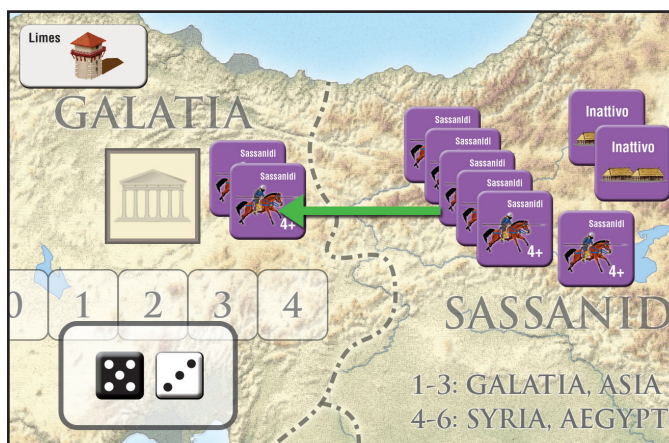 Limes
GALATIA
Sassanidi
Sassanidi
4+
Sassanidi
Sassanidi
Sassanidi
Sassanidi
Sassanidi
4+
Inattivo
Inattivo
Sassanidi
4+
0 1 2 3 4
SASSANID
1-3: GALATIA, ASIA
4-6: SYRIA, AEGYPT